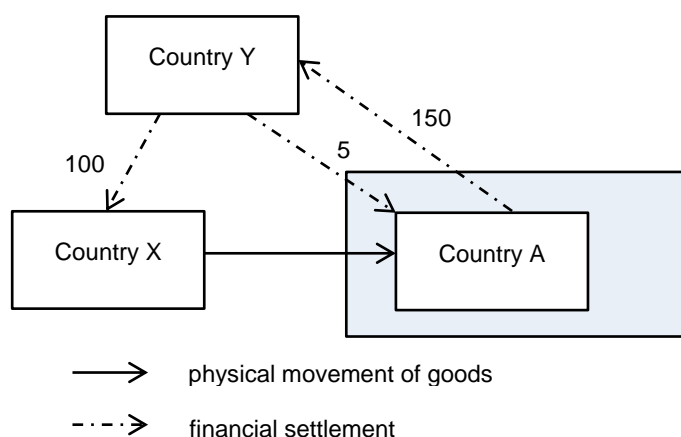 Country Y
150
5
100
Country X
Country A
physical movement of goods
financial settlement